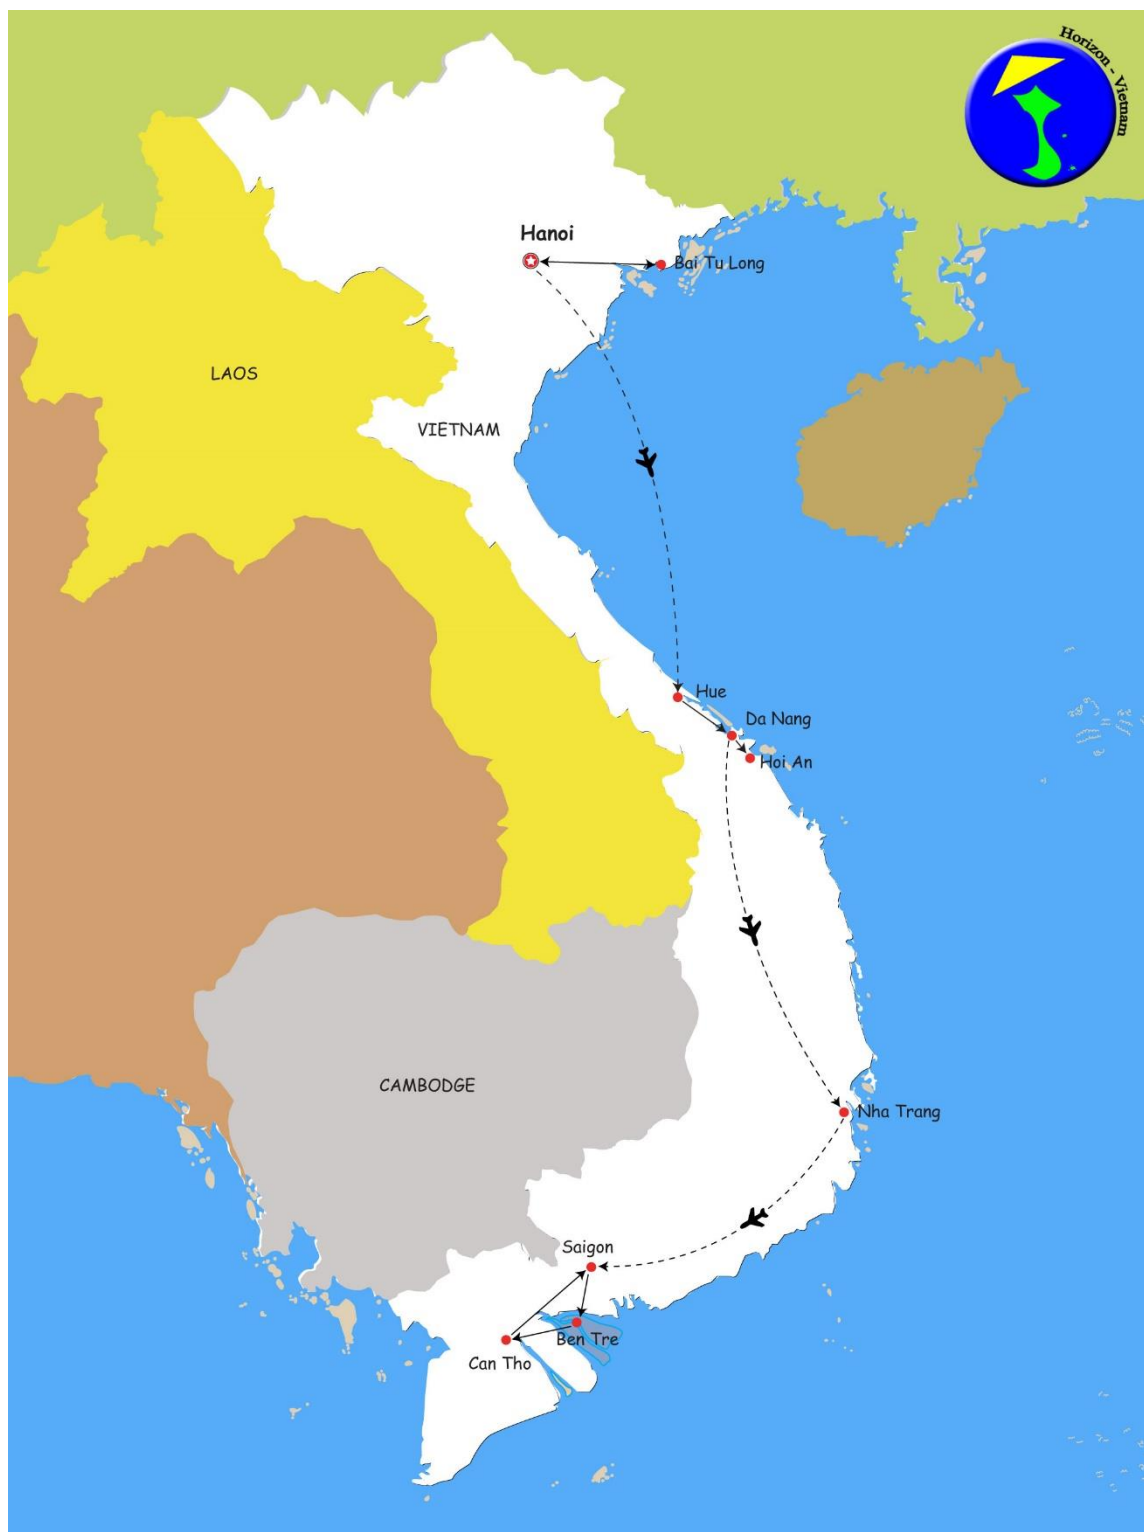 Horizon - Vietnam
Hanoi
Bai Tu Long
LAOS
VIETNAM
Hue
Da Nang
Hoi An
CAMBODGE
Nha Trang
Saigon
Ben Tre
Can Tho